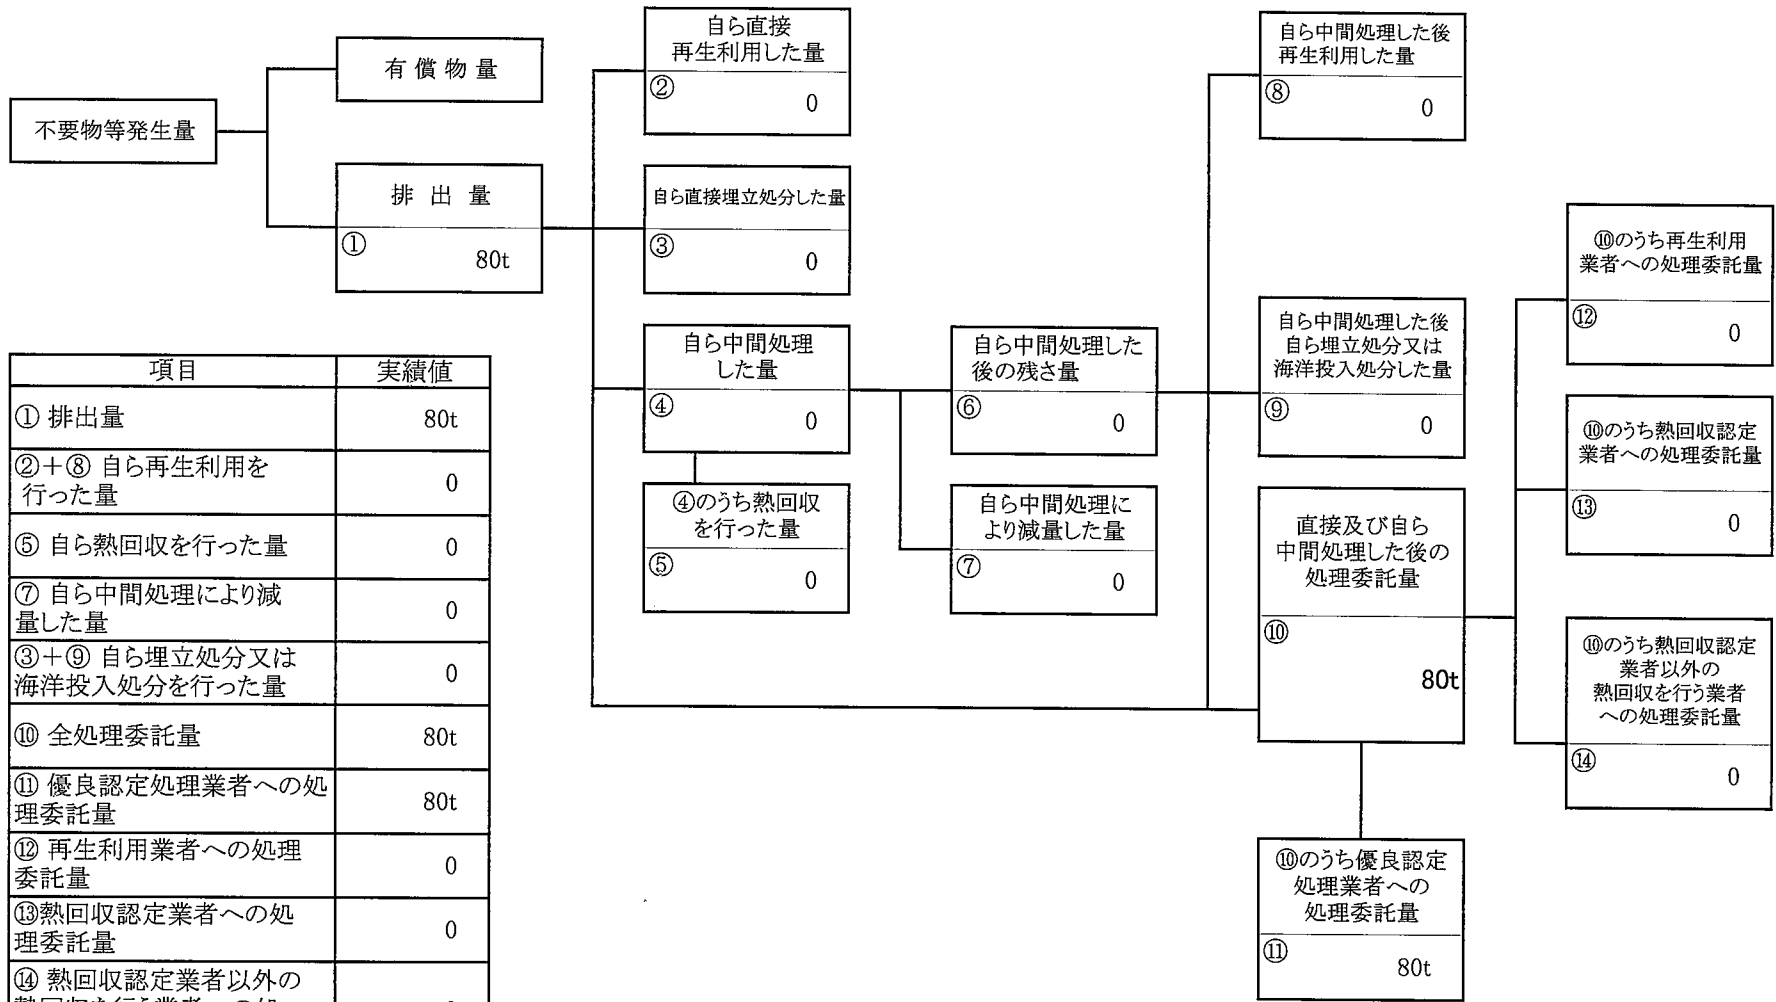 不要物等発生量
有償物量
排出量
①
80t
自ら直接
再生利用した量
②
0
自ら直接埋立処分した量
③
0
自ら中間処理
した量
④
0
④のうち熱回収
を行った量
⑤
0
自ら中間処理した
後の残さ量
⑥
0
自ら中間処理に
より減量した量
⑦
0
自ら中間処理した後
再生利用した量
⑧
0
自ら中間処理した後
自ら埋立処分又は
海洋投入処分した量
⑨
0
直接及び自ら
中間処理した後の
処理委託量
⑩
80t
⑩のうち優良認定
処理業者への
処理委託量
⑪
80t
⑩のうち再生利用
業者への処理委託量
⑫
0
⑩のうち熱回収認定
業者への処理委託量
⑬
0
⑩のうち熱回収認定
業者以外の
熱回収を行う業者
への処理委託量
⑭
0
項目 実績値
① 排出量 80t
②+⑧ 自ら再生利用を
行った量 0
⑤ 自ら熱回収を行った量 0
⑦ 自ら中間処理により減
量した量 0
③+⑨ 自ら埋立処分又は
海洋投入処分を行った量 0
⑩ 全処理委託量 80t
⑪ 優良認定処理業者への処
理委託量 80t
⑫ 再生利用業者への処理
委託量 0
⑬熱回収認定業者への処
理委託量 0
⑭ 熱回収認定業者以外の